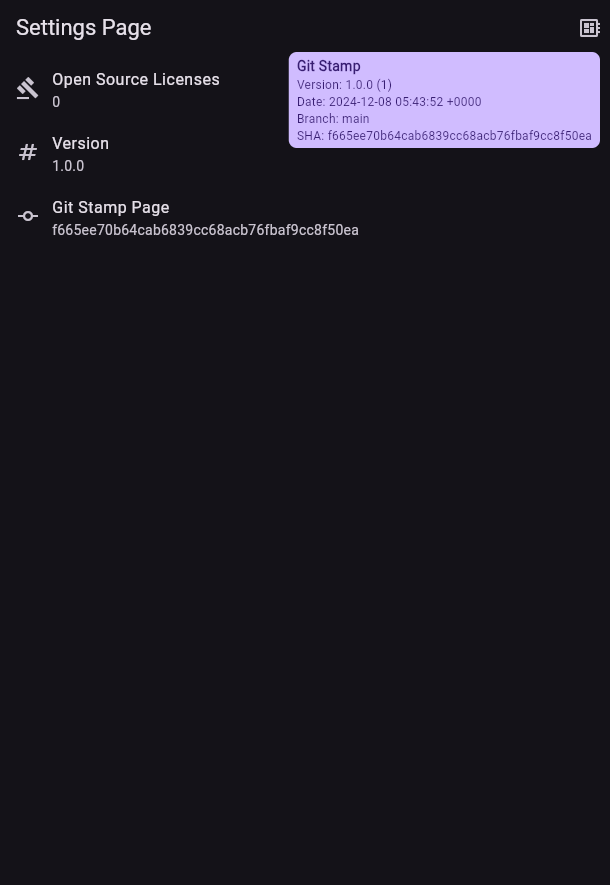 Settings Page
Git Stamp
Version: 1.0.0 (1)
Date: 2024-12-08 05:43:52 +0000
Branch: main
SHA: f665ee70b64cab6839cc68acb76fbaf9cc8f50ea
Open Source Licenses
0
Version
1.0.0
Git Stamp Page
f665ee70b64cab6839cc68acb76fbaf9cc8f50ea